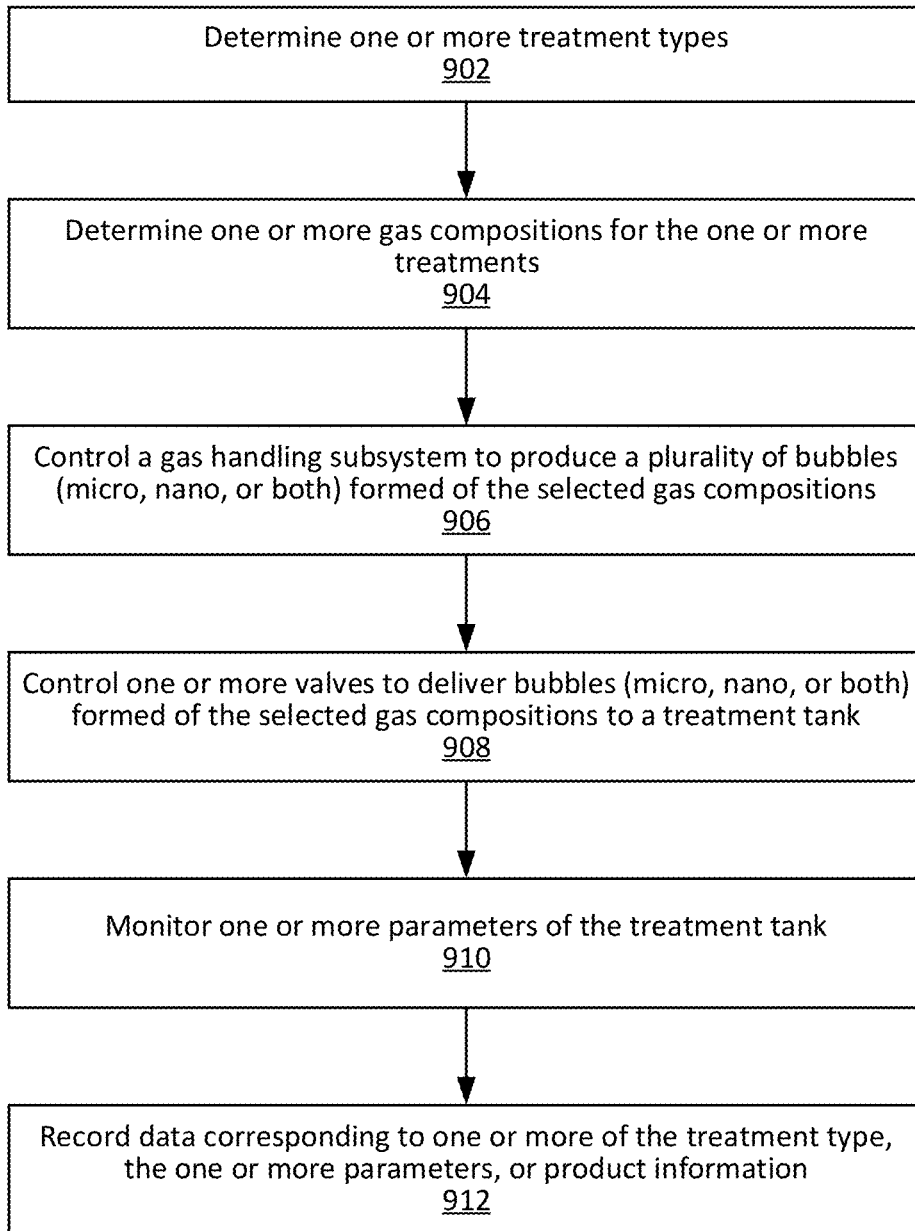 Determine one or more treatment types
902
Determine one or more gas compositions for the one or more
treatments
904
Control a gas handling subsystem to produce a plurality of bubbles
(micro, nano, or both) formed of the selected gas compositions
906
Control one or more valves to deliver bubbles (micro, nano, or both)
formed of the selected gas compositions to a treatment tank
908
Monitor one or more parameters of the treatment tank
910
Record data corresponding to one or more of the treatment type,
the one or more parameters, or product information
912